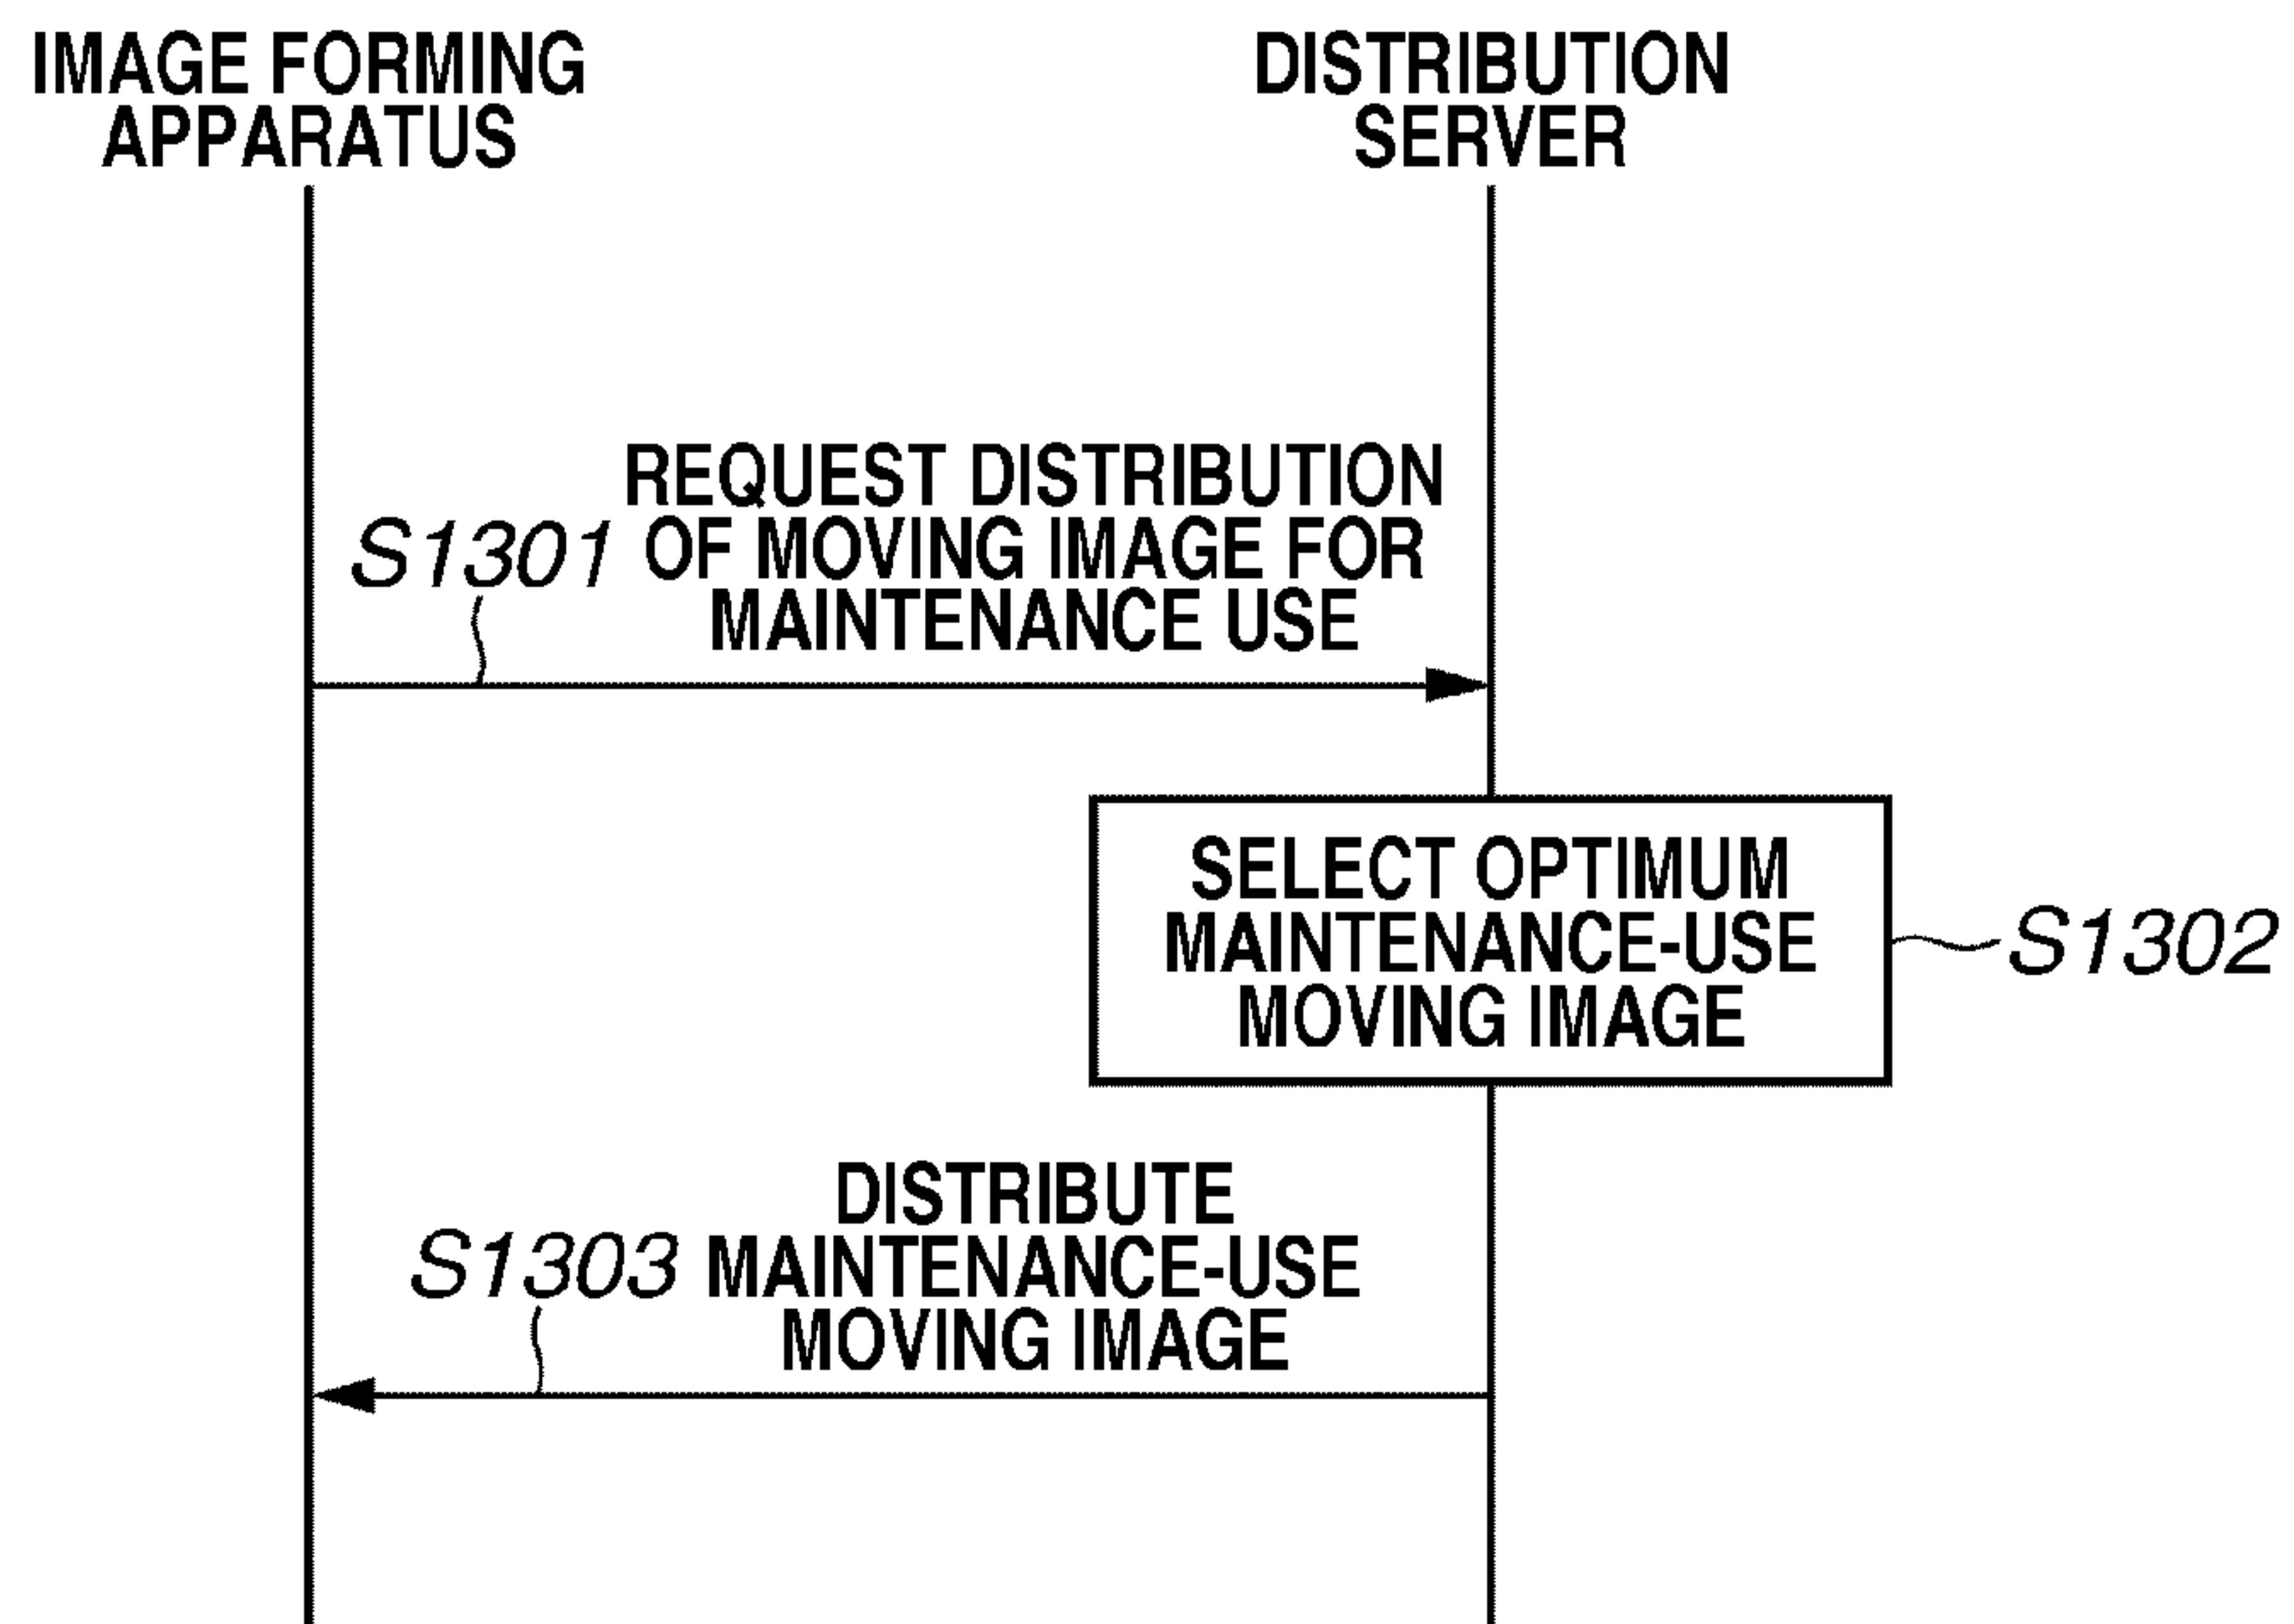 IMAGE FORMING
APPARATUS
DISTRIBUTION
SERVER
REQUEST DISTRIBUTION
OF MOVING IMAGE FOR
MAINTENANCE USE
S1301
SELECT OPTIMUM
MAINTENANCE-USE
MOVING IMAGE
S1302
DISTRIBUTE
MAINTENANCE-USE
MOVING IMAGE
S1303